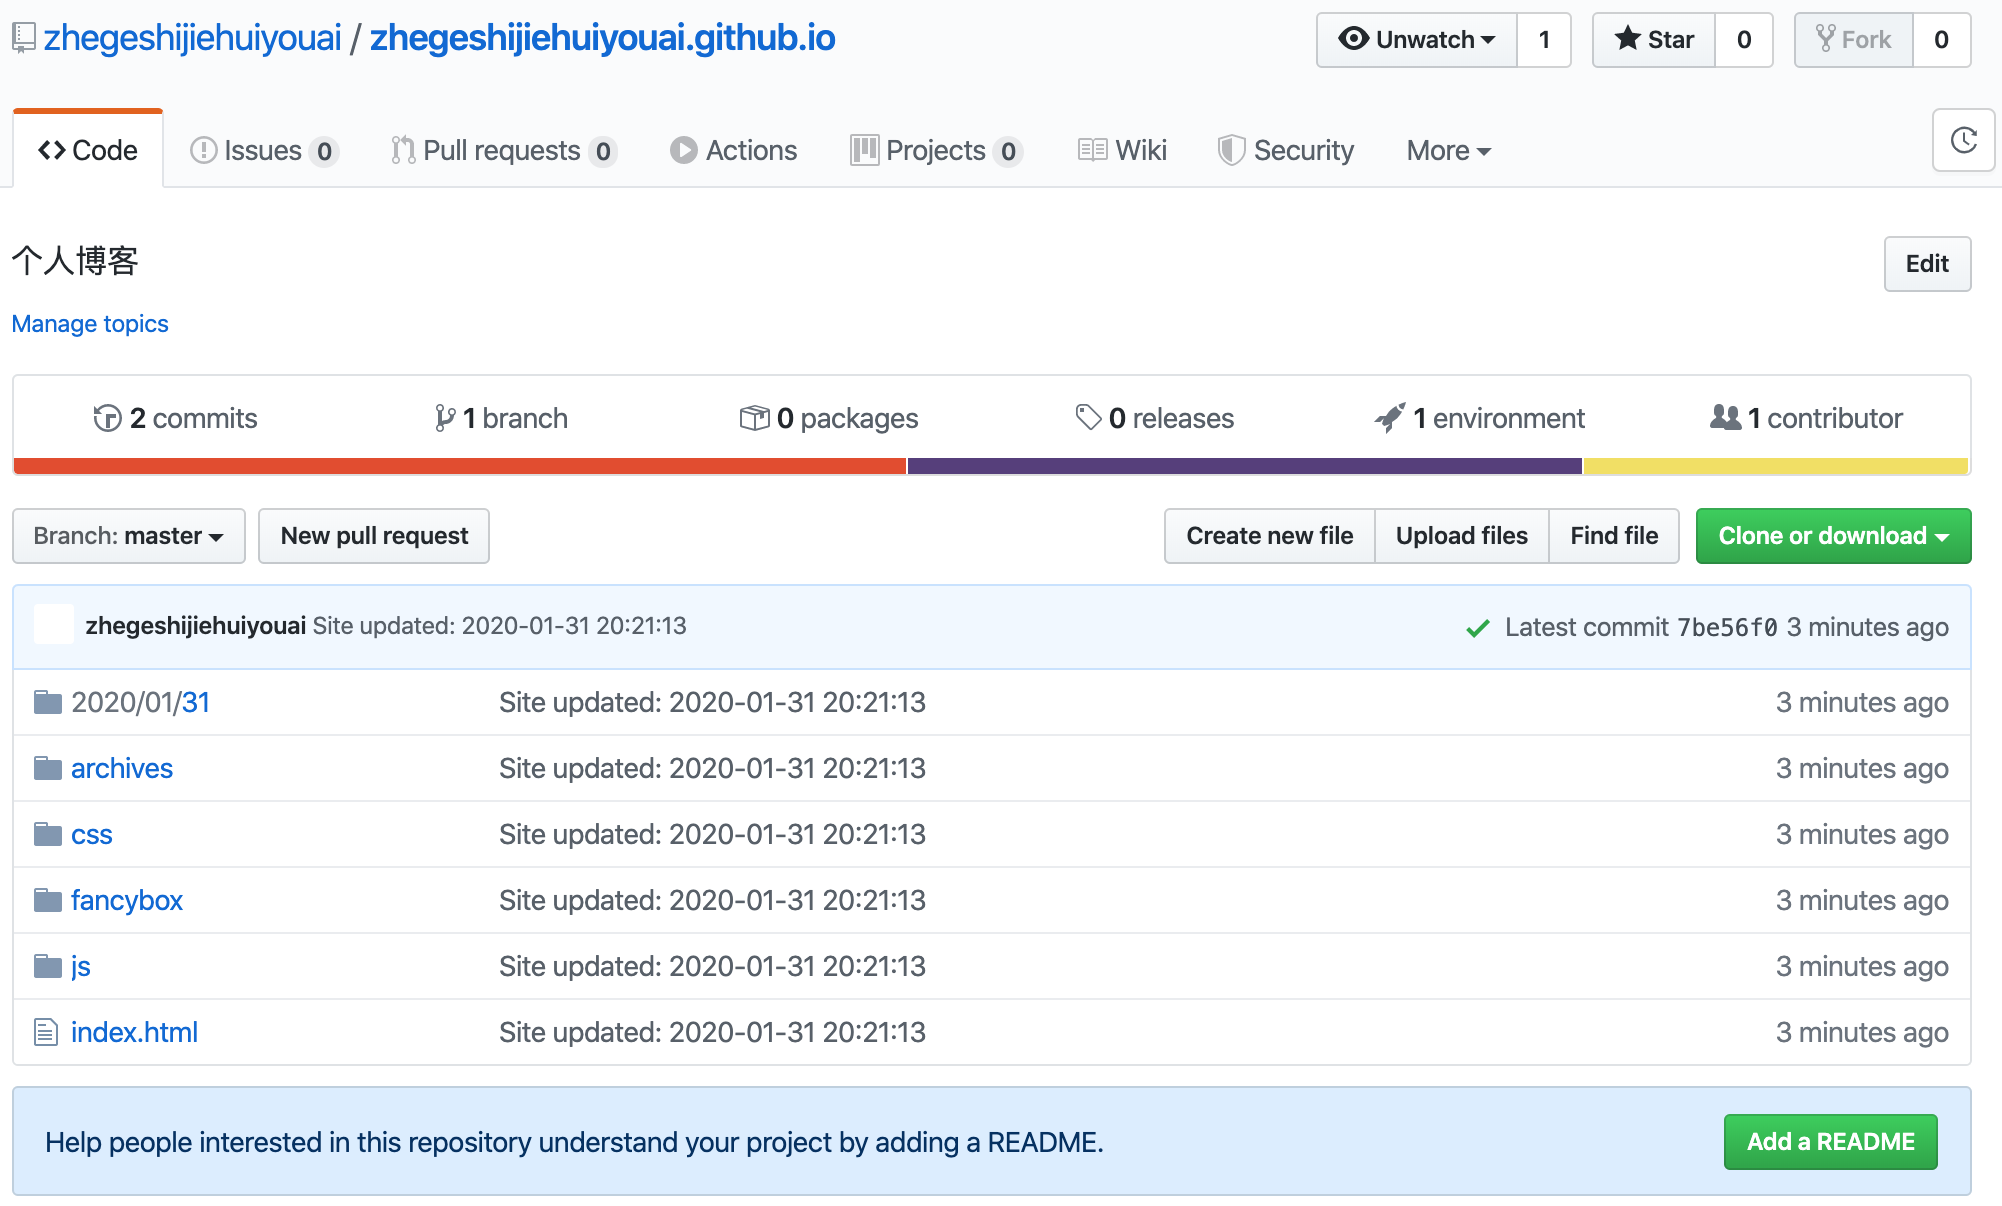 zhegeshijiehuiyouai / zhegeshijiehuiyouai.github.io Unwatch 1 Star 0 Fork 0
Code Issues 0 Pull requests 0 Actions Projects 0 Wiki Security More
个人博客 Edit
Manage topics
2 commits 1 branch 0 packages 0 releases 1 environment 1 contributor
Branch: master New pull request Create new file Upload files Find file Clone or download
zhegeshijiehuiyouai Site updated: 2020-01-31 20:21:13 Latest commit 7be56f0 3 minutes ago
2020/01/31 Site updated: 2020-01-31 20:21:13 3 minutes ago
archives Site updated: 2020-01-31 20:21:13 3 minutes ago
css Site updated: 2020-01-31 20:21:13 3 minutes ago
fancybox Site updated: 2020-01-31 20:21:13 3 minutes ago
js Site updated: 2020-01-31 20:21:13 3 minutes ago
index.html Site updated: 2020-01-31 20:21:13 3 minutes ago
Help people interested in this repository understand your project by adding a README. Add a README